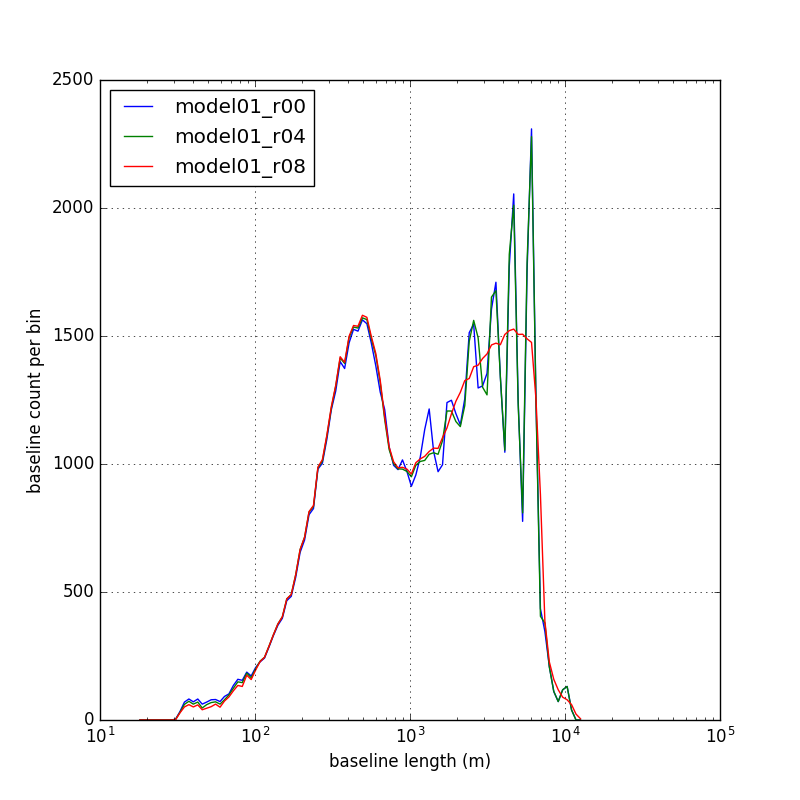 2500
2000
1500
1000
500
0
baseline count per bin
model01_r00
model01_r04
model01_r08
10¹ 10² 10³ 10⁴ 10⁵
baseline length (m)